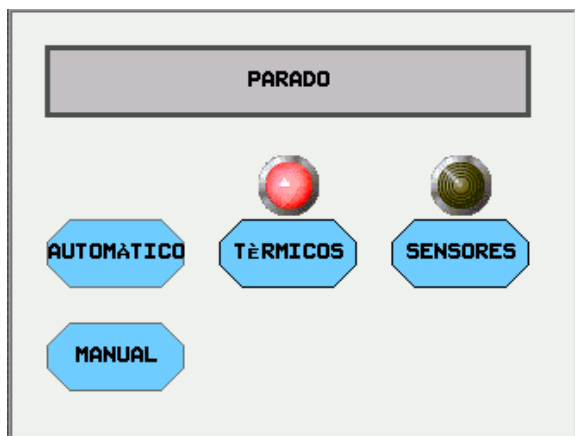 PARADO
AUTOMÀTICO
TÈRMICOS
SENSORES
MANUAL